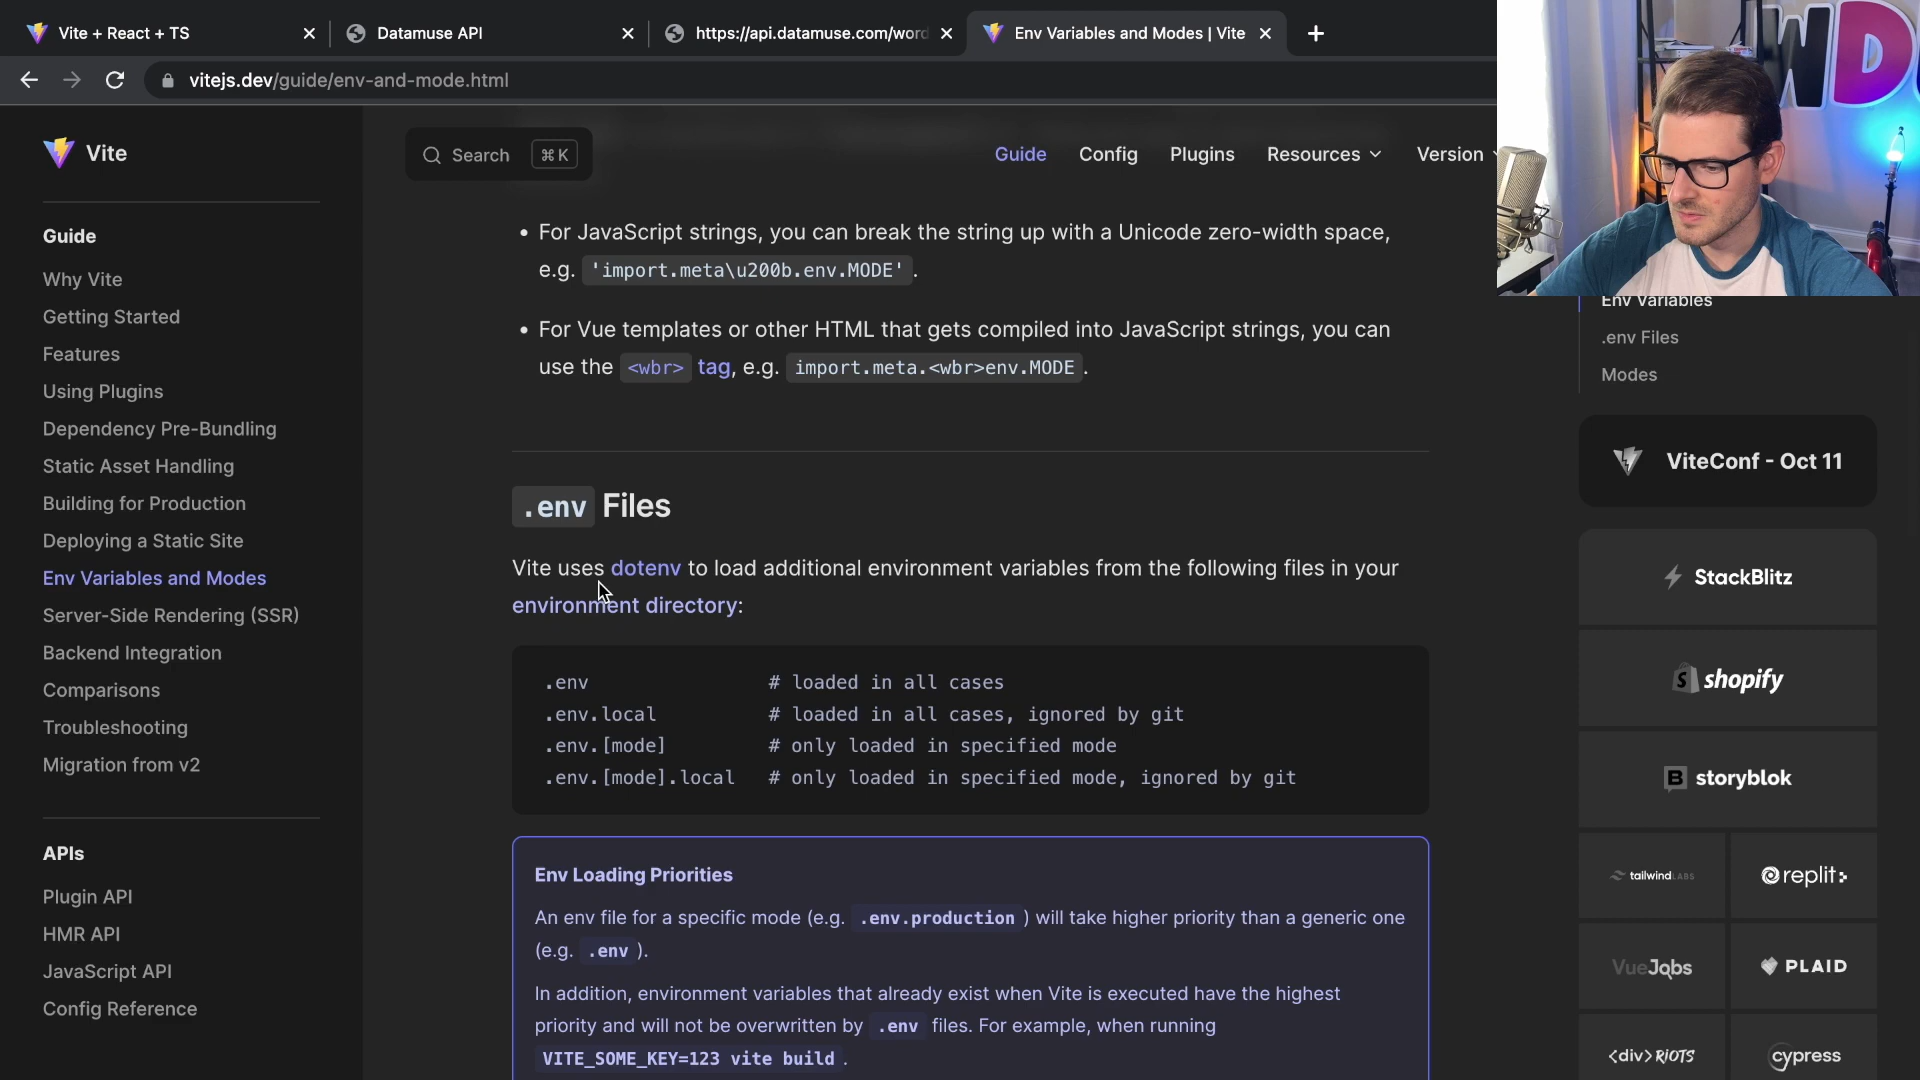 Vite + React + TS
Datamuse API
https://api.datamuse.com/word
Env Variables and Modes | Vite
vitejs.dev/guide/env-and-mode.html
Vite
Search
⌘ K
Guide
Config
Plugins
Resources
Version
Guide
Why Vite
Getting Started
Features
Using Plugins
Dependency Pre-Bundling
Static Asset Handling
Building for Production
Deploying a Static Site
Env Variables and Modes
Server-Side Rendering (SSR)
Backend Integration
Comparisons
Troubleshooting
Migration from v2
APIs
Plugin API
HMR API
JavaScript API
Config Reference
• For JavaScript strings, you can break the string up with a Unicode zero-width space,
e.g. 'import.meta\u200b.env.MODE' .
• For Vue templates or other HTML that gets compiled into JavaScript strings, you can
use the <wbr> tag, e.g. import.meta.<wbr>env.MODE .
.env Files
Vite uses dotenv to load additional environment variables from the following files in your
environment directory:
.env # loaded in all cases
.env.local # loaded in all cases, ignored by git
.env.[mode] # only loaded in specified mode
.env.[mode].local # only loaded in specified mode, ignored by git
Env Loading Priorities
An env file for a specific mode (e.g. .env.production ) will take higher priority than a generic one
(e.g. .env ).
In addition, environment variables that already exist when Vite is executed have the highest
priority and will not be overwritten by .env files. For example, when running
VITE_SOME_KEY=123 vite build .
Env Variables
.env Files
Modes
ViteConf - Oct 11
StackBlitz
shopify
storyblok
tailwindLABS
replit
VueJobs
PLAID
<div>RIOTS
cypress
WD